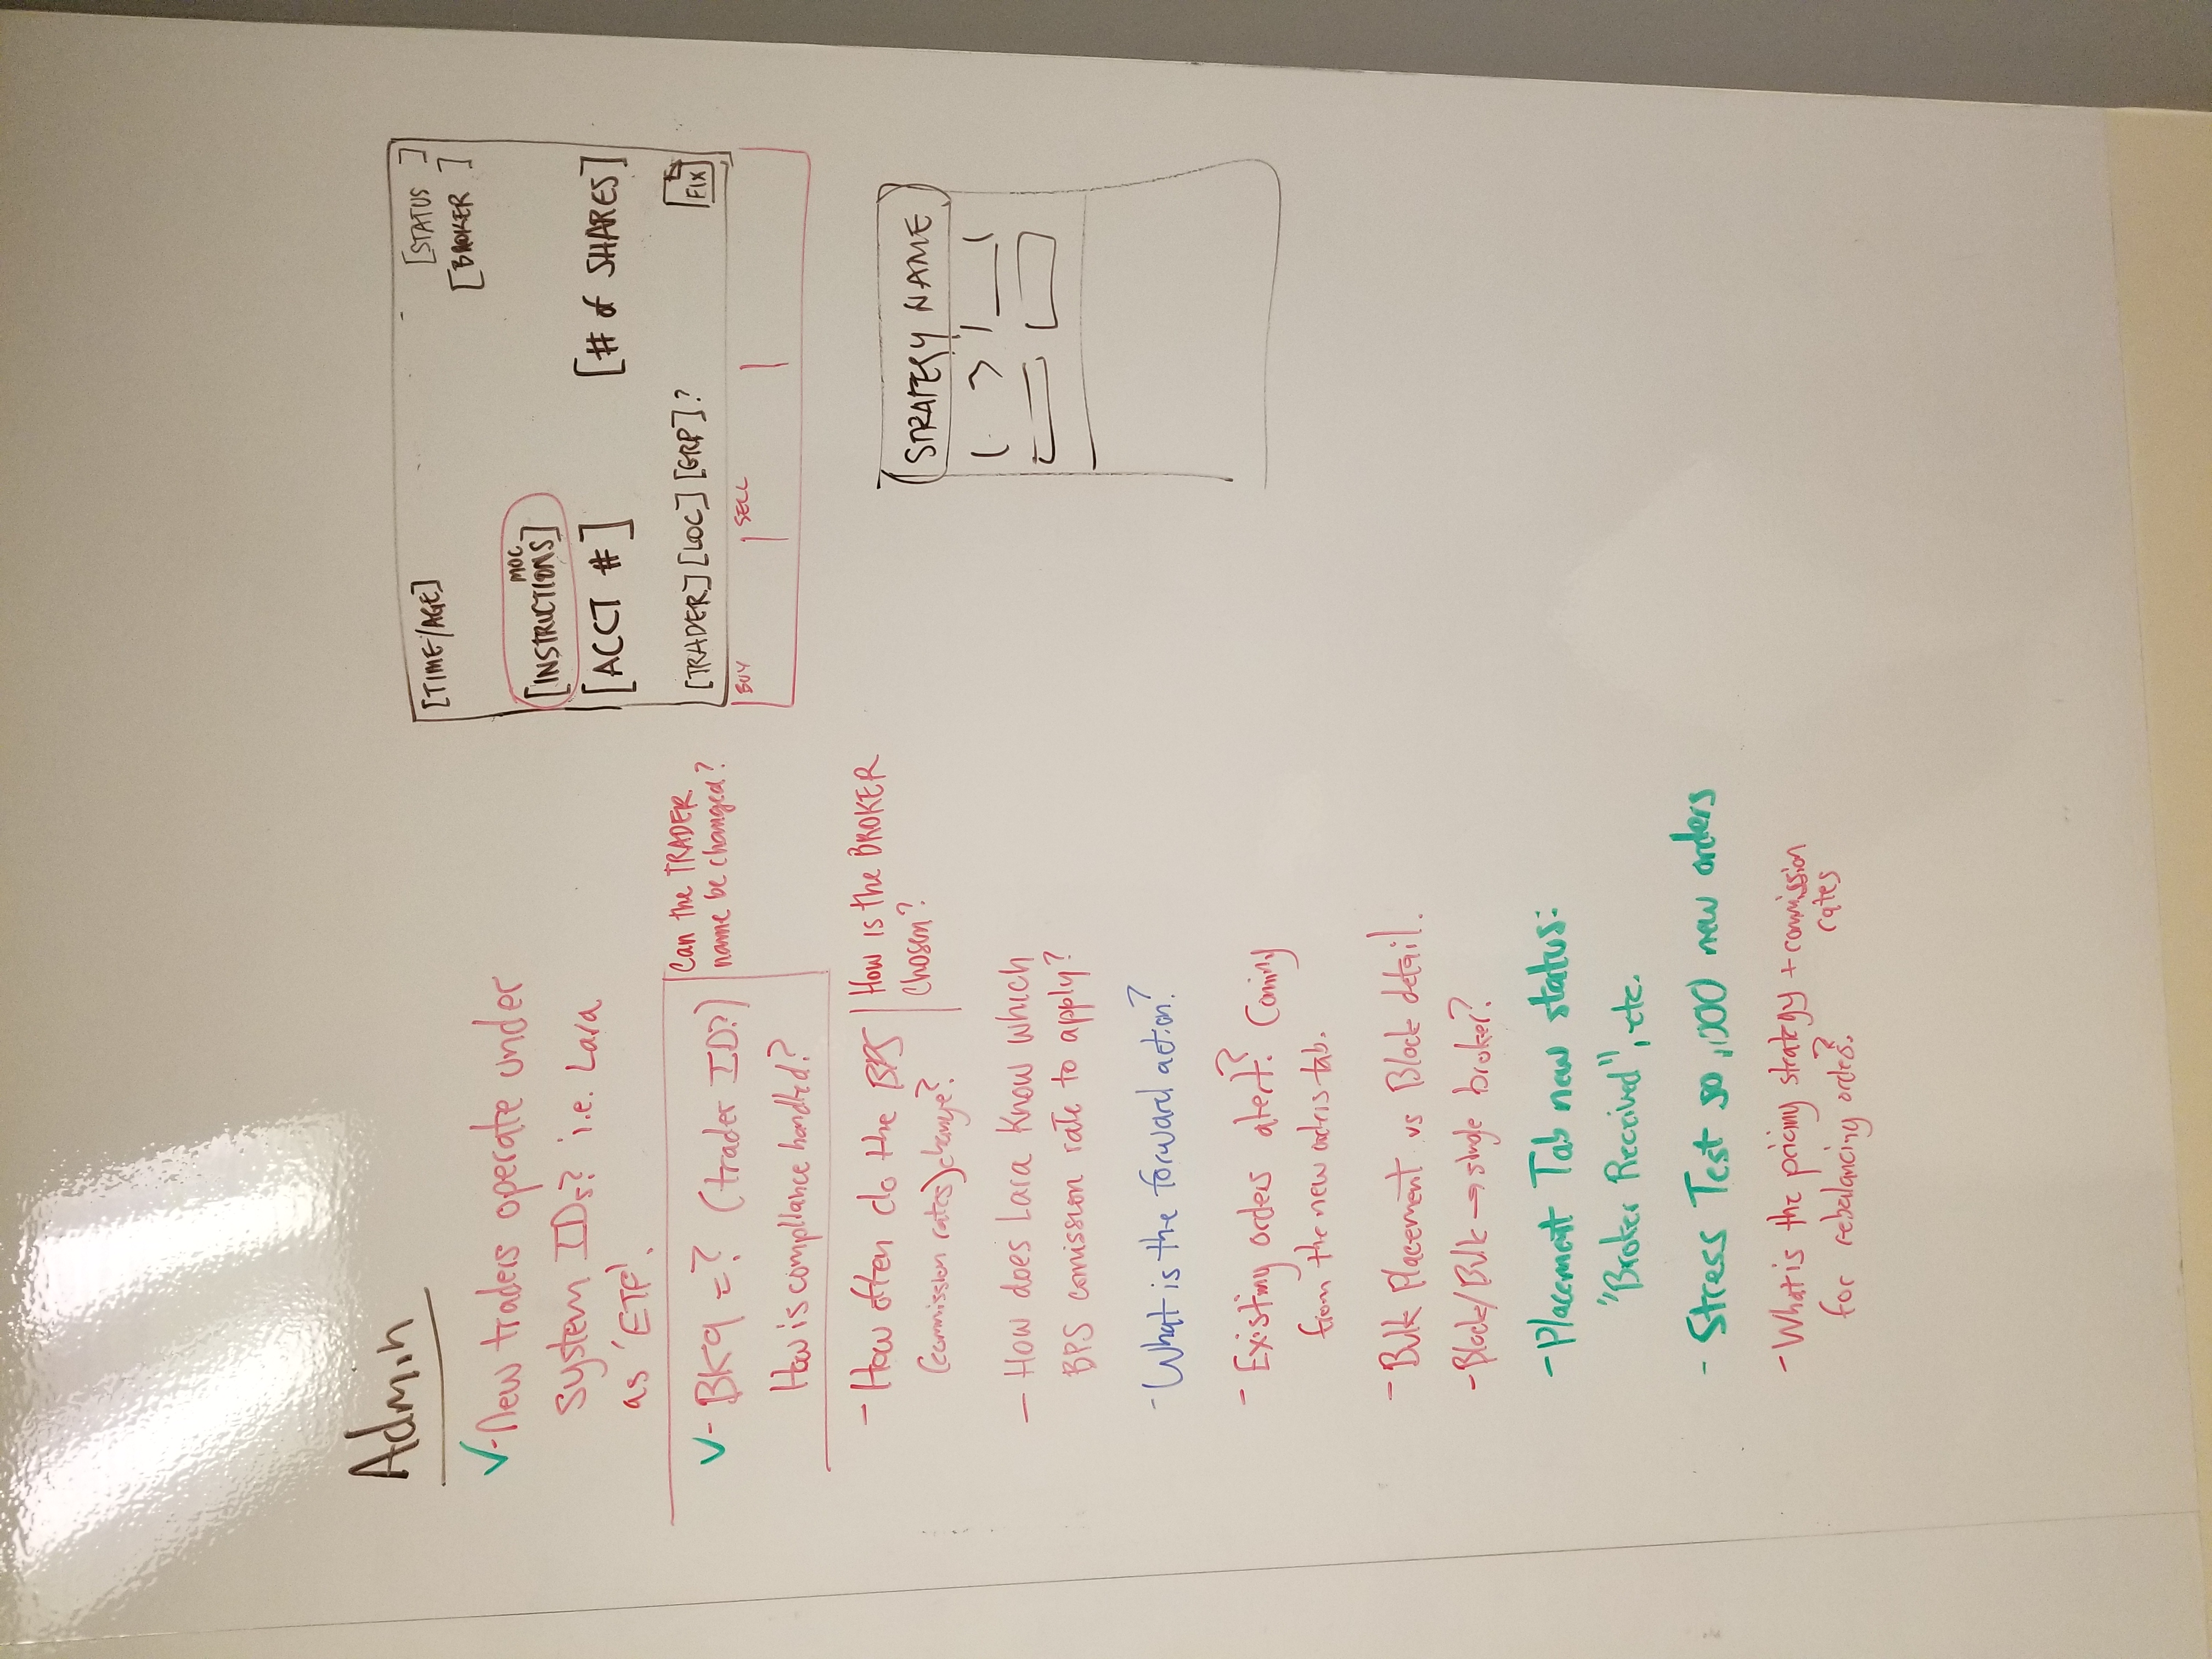 Admin
✓-New traders operate under
system IDs? i.e. Lara
as 'ETF'.
✓- BK9 =? (trader ID?)
How is compliance handled?
Can the TRADER
name be changed?
- How often do the BPS
(commission rates) change?
How is the BROKER
chosen?
- How does Lara know which
BPS comission rate to apply?
- What is the forward action?
- Existing orders alert? Coming
from the new orders tab.
- Bulk Placement vs Block detail.
- Block/Bulk → single broker?
- Placement Tab new status:
"Broker Received", etc.
- Stress Test 50,000 new orders
- What is the pricing strategy + commission
rates
for rebalancing orders?
[TIME/AGE]
[STATUS ]
[BROKER ]
MOC
[INSTRUCTIONS]
[ACCT #]
[# of SHARES]
[TRADER] [LOC] [GRP]?
FIX
BUY
SELL
STRATEGY NAME